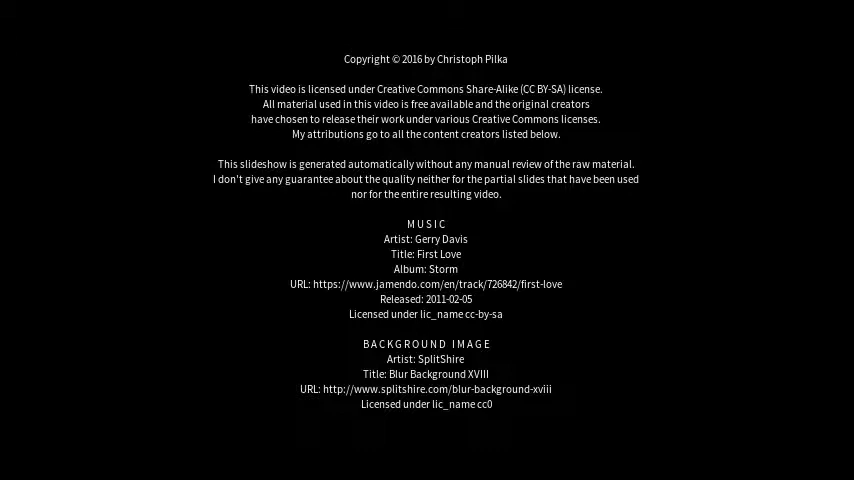 Copyright © 2016 by Christoph Pilka
This video is licensed under Creative Commons Share-Alike (CC BY-SA) license.
All material used in this video is free available and the original creators
have chosen to release their work under various Creative Commons licenses.
My attributions go to all the content creators listed below.
This slideshow is generated automatically without any manual review of the raw material.
I don't give any guarantee about the quality neither for the partial slides that have been used
nor for the entire resulting video.
MUSIC
Artist: Gerry Davis
Title: First Love
Album: Storm
URL: https://www.jamendo.com/en/track/726842/first-love
Released: 2011-02-05
Licensed under lic_name cc-by-sa
BACKGROUND IMAGE
Artist: SplitShire
Title: Blur Background XVIII
URL: http://www.splitshire.com/blur-background-xviii
Licensed under lic_name cc0